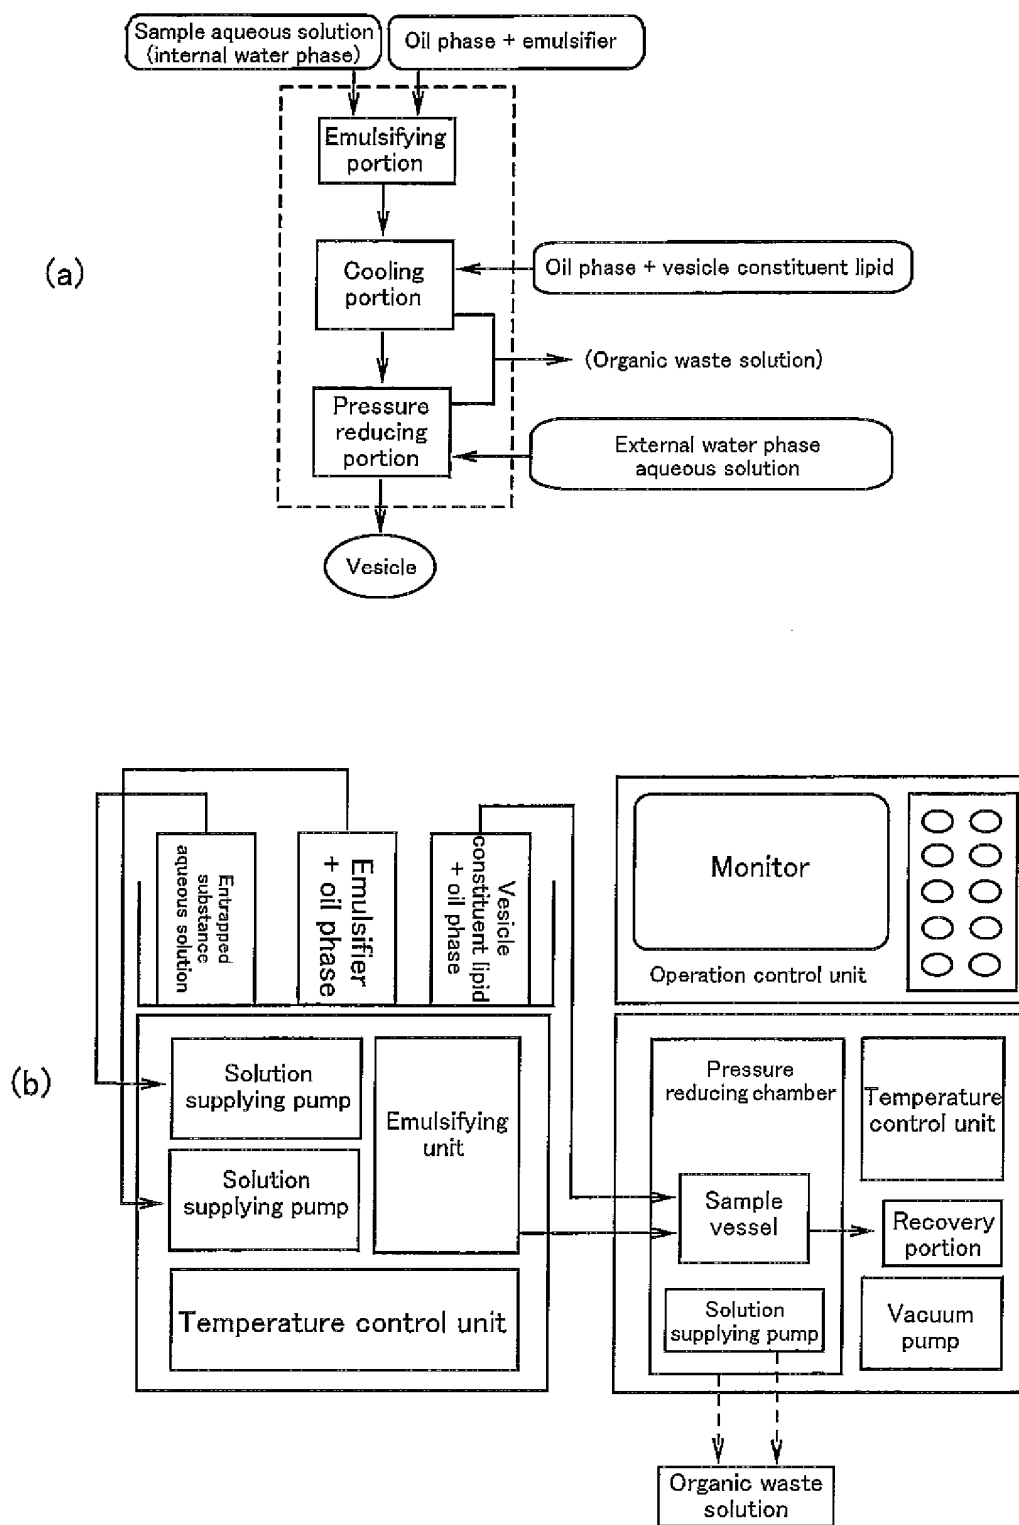 Sample aqueous solution
(internal water phase)
Oil phase + emulsifier
Emulsifying
portion
(a)
Cooling
portion
Oil phase + vesicle constituent lipid
(Organic waste solution)
Pressure
reducing
portion
External water phase
aqueous solution
Vesicle
Entrapped
substance
aqueous solution
Emulsifier
+ oil phase
Vesicle
constituent lipid
+ oil phase
Monitor
Operation control unit
(b)
Solution
supplying pump
Emulsifying
unit
Solution
supplying pump
Temperature control unit
Pressure
reducing chamber
Temperature
control unit
Sample
vessel
Recovery
portion
Solution
supplying pump
Vacuum
pump
Organic waste
solution